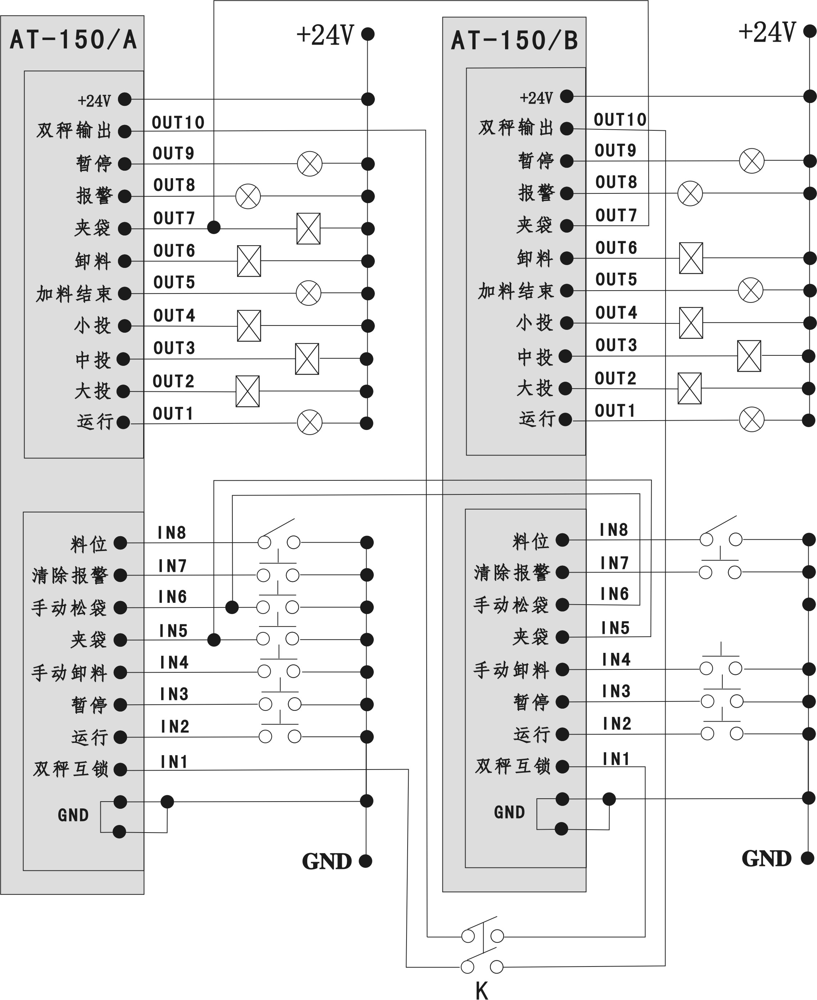 AT-150/A
+24V
+24V
双秤输出 OUT10
暂停 OUT9
报警 OUT8
夹袋 OUT7
卸料 OUT6
加料结束 OUT5
小投 OUT4
中投 OUT3
大投 OUT2
运行 OUT1
料位 IN8
清除报警 IN7
手动松袋 IN6
夹袋 IN5
手动卸料 IN4
暂停 IN3
运行 IN2
双秤互锁 IN1
GND
GND
AT-150/B
+24V
+24V
双秤输出 OUT10
暂停 OUT9
报警 OUT8
夹袋 OUT7
卸料 OUT6
加料结束 OUT5
小投 OUT4
中投 OUT3
大投 OUT2
运行 OUT1
料位 IN8
清除报警 IN7
手动松袋 IN6
夹袋 IN5
手动卸料 IN4
暂停 IN3
运行 IN2
双秤互锁 IN1
GND
GND
K